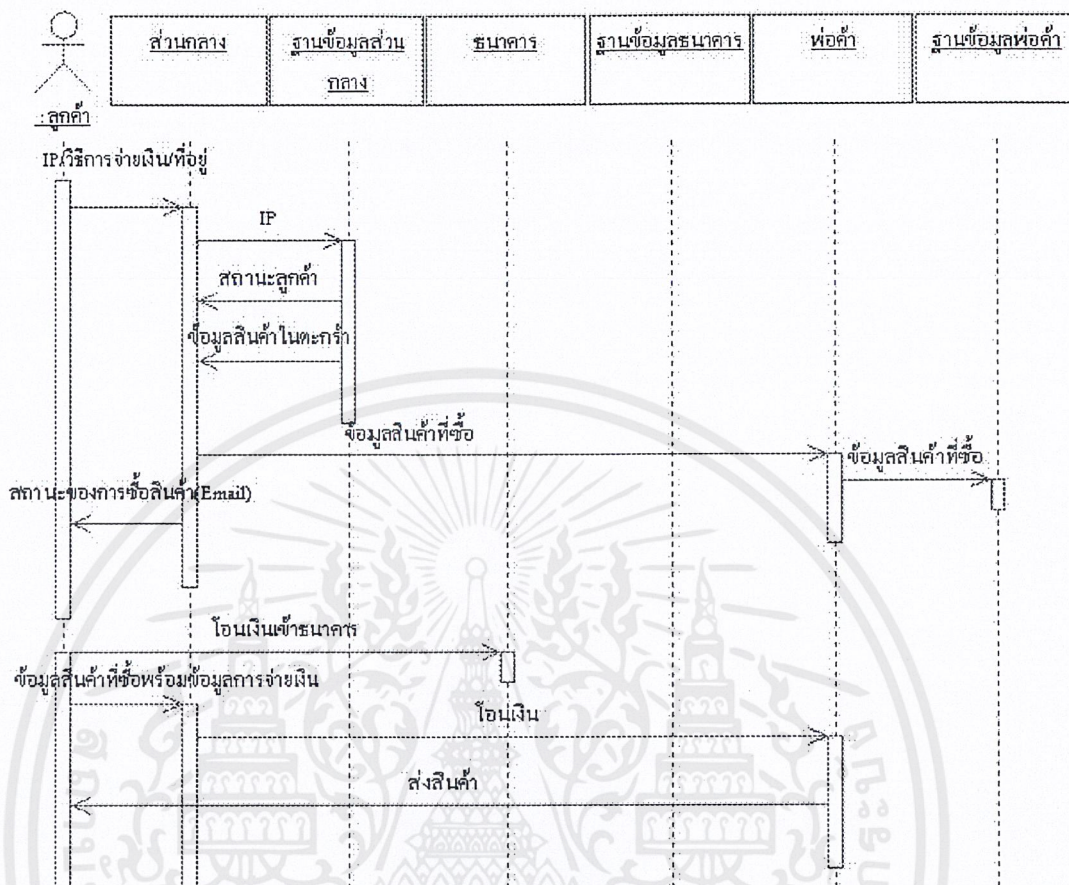 ส่วนกลาง
ฐานข้อมูลส่วน
กลาง
ธนาคาร
ฐานข้อมูลธนาคาร
พ่อค้า
ฐานข้อมูลพ่อค้า
: ลูกค้า
IP/วิธีการจ่ายเงิน/ที่อยู่
IP
สถานะลูกค้า
ข้อมูลสินค้าในตะกร้า
ข้อมูลสินค้าที่ซื้อ
ข้อมูลสินค้าที่ซื้อ
สถานะของการซื้อสินค้า(Email)
โอนเงินเข้าธนาคาร
ข้อมูลสินค้าที่ซื้อพร้อมข้อมูลการจ่ายเงิน
โอนเงิน
ส่งสินค้า